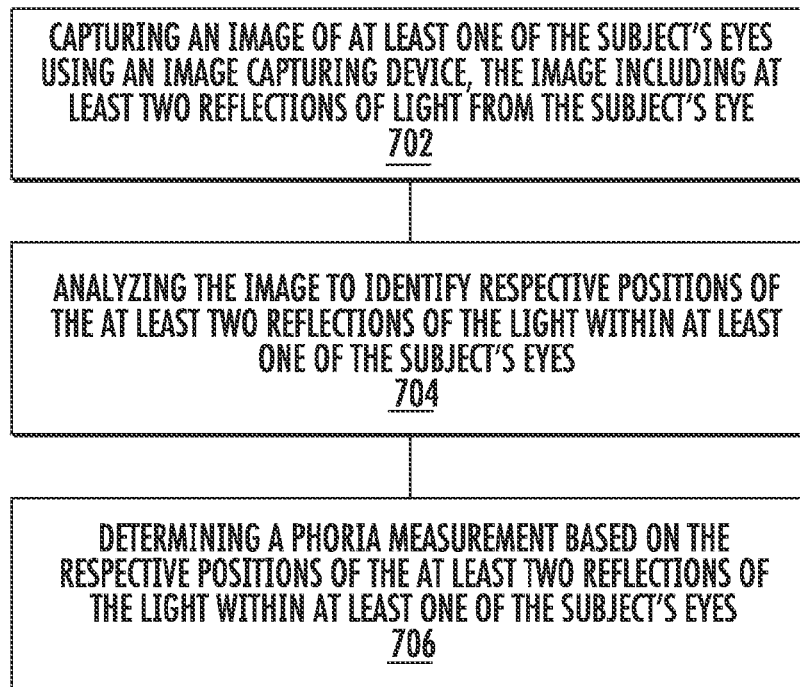 CAPTURING AN IMAGE OF AT LEAST ONE OF THE SUBJECT'S EYES
USING AN IMAGE CAPTURING DEVICE, THE IMAGE INCLUDING AT
LEAST TWO REFLECTIONS OF LIGHT FROM THE SUBJECT'S EYE
702
ANALYZING THE IMAGE TO IDENTIFY RESPECTIVE POSITIONS OF
THE AT LEAST TWO REFLECTIONS OF THE LIGHT WITHIN AT LEAST
ONE OF THE SUBJECT'S EYES
704
DETERMINING A PHORIA MEASUREMENT BASED ON THE
RESPECTIVE POSITIONS OF THE AT LEAST TWO REFLECTIONS OF
THE LIGHT WITHIN AT LEAST ONE OF THE SUBJECT'S EYES
706